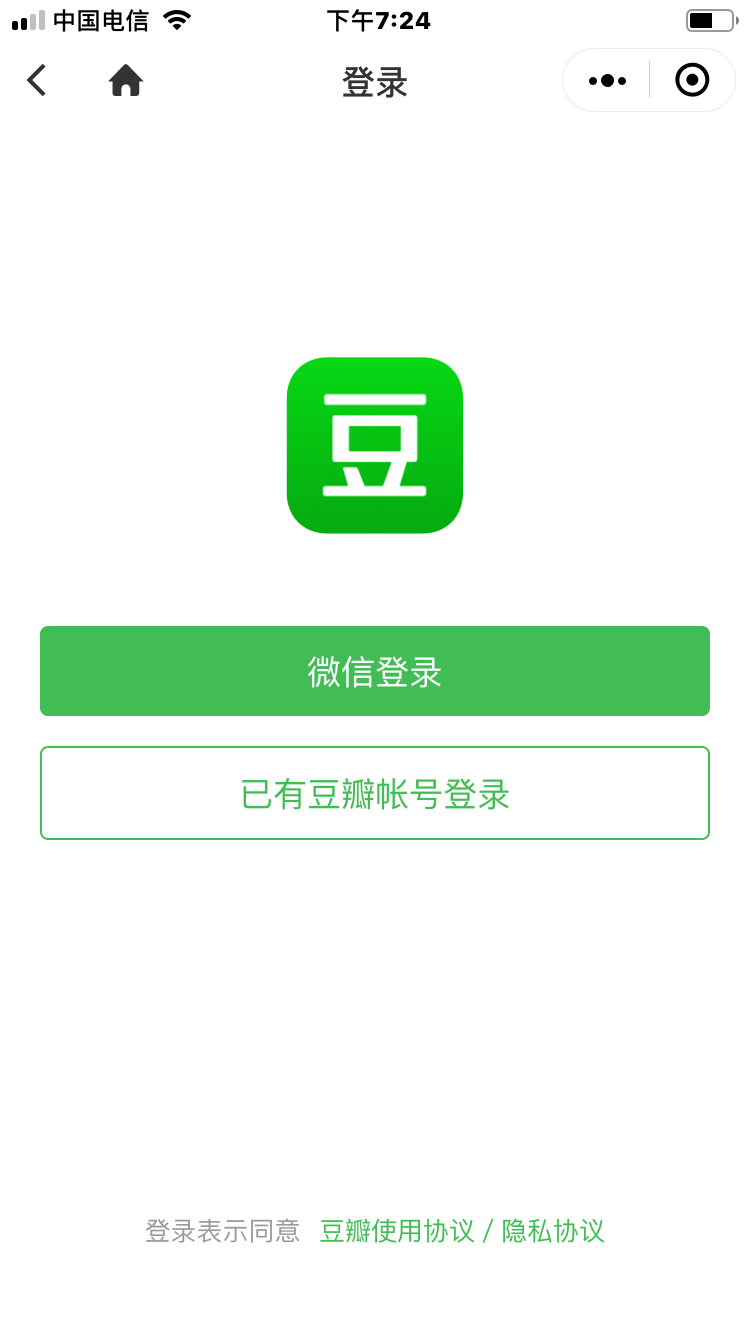 中国电信 下午7:24
登录
豆
微信登录
已有豆瓣帐号登录
登录表示同意 豆瓣使用协议 / 隐私协议